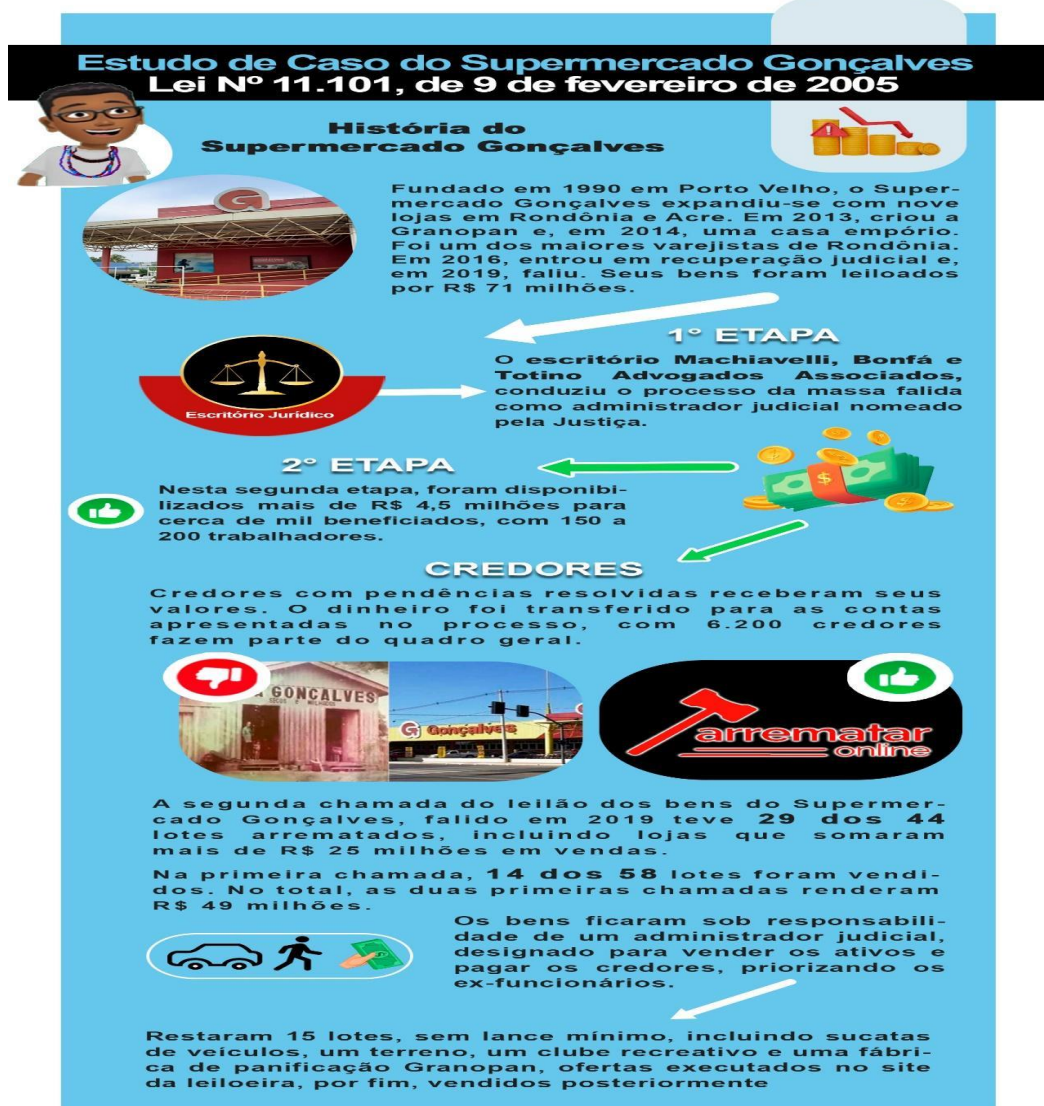 Estudo de Caso do Supermercado Gonçalves
Lei Nº 11.101, de 9 de fevereiro de 2005
História do
Supermercado Gonçalves
Fundado em 1990 em Porto Velho, o Super-
mercado Gonçalves expandiu-se com nove
lojas em Rondônia e Acre. Em 2013, criou a
Granopan e, em 2014, uma casa empório.
Foi um dos maiores varejistas de Rondônia.
Em 2016, entrou em recuperação judicial e,
em 2019, faliu. Seus bens foram leiloados
por R$ 71 milhões.
1° ETAPA
O escritório Machiavelli, Bonfá e
Totino Advogados Associados,
conduziu o processo da massa falida
como administrador judicial nomeado
pela Justiça.
Escritório Jurídico
2° ETAPA
Nesta segunda etapa, foram disponibi-
lizados mais de R$ 4,5 milhões para
cerca de mil beneficiados, com 150 a
200 trabalhadores.
CREDORES
Credores com pendências resolvidas receberam seus
valores. O dinheiro foi transferido para as contas
apresentadas no processo, com 6.200 credores
fazem parte do quadro geral.
GONÇALVES
SECOS E MOLHADOS
G Gonçalves
arrematar
online
A segunda chamada do leilão dos bens do Supermer-
cado Gonçalves, falido em 2019 teve 29 dos 44
lotes arrematados, incluindo lojas que somaram
mais de R$ 25 milhões em vendas.
Na primeira chamada, 14 dos 58 lotes foram vendi-
dos. No total, as duas primeiras chamadas renderam
R$ 49 milhões.
Os bens ficaram sob responsabili-
dade de um administrador judicial,
designado para vender os ativos e
pagar os credores, priorizando os
ex-funcionários.
Restaram 15 lotes, sem lance mínimo, incluindo sucatas
de veículos, um terreno, um clube recreativo e uma fábri-
ca de panificação Granopan, ofertas executados no site
da leiloeira, por fim, vendidos posteriormente